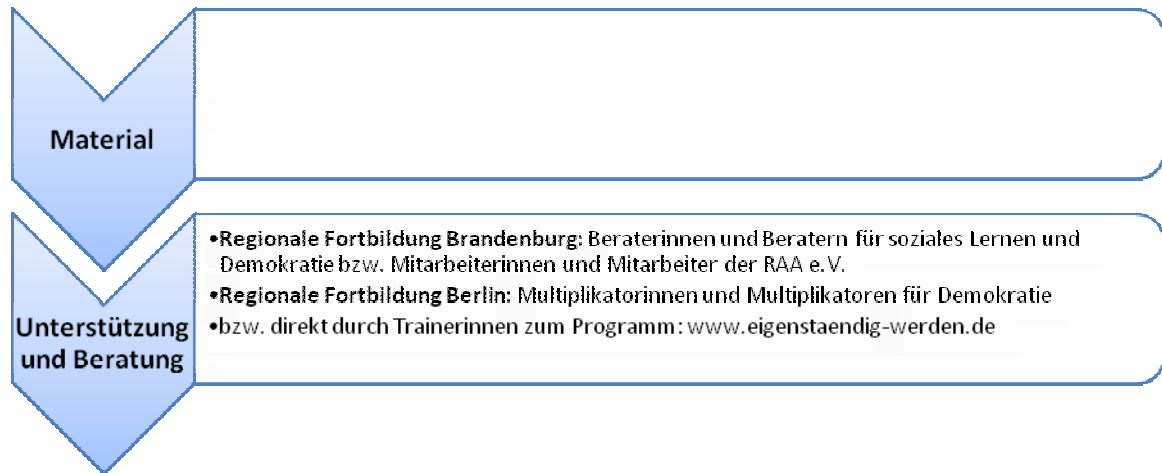 Material
Unterstützung
und Beratung
•Regionale Fortbildung Brandenburg: Beraterinnen und Beratern für soziales Lernen und
Demokratie bzw. Mitarbeiterinnen und Mitarbeiter der RAA e.V.
•Regionale Fortbildung Berlin: Multiplikatorinnen und Multiplikatoren für Demokratie
•bzw. direkt durch Trainerinnen zum Programm: www.eigenstaendig-werden.de